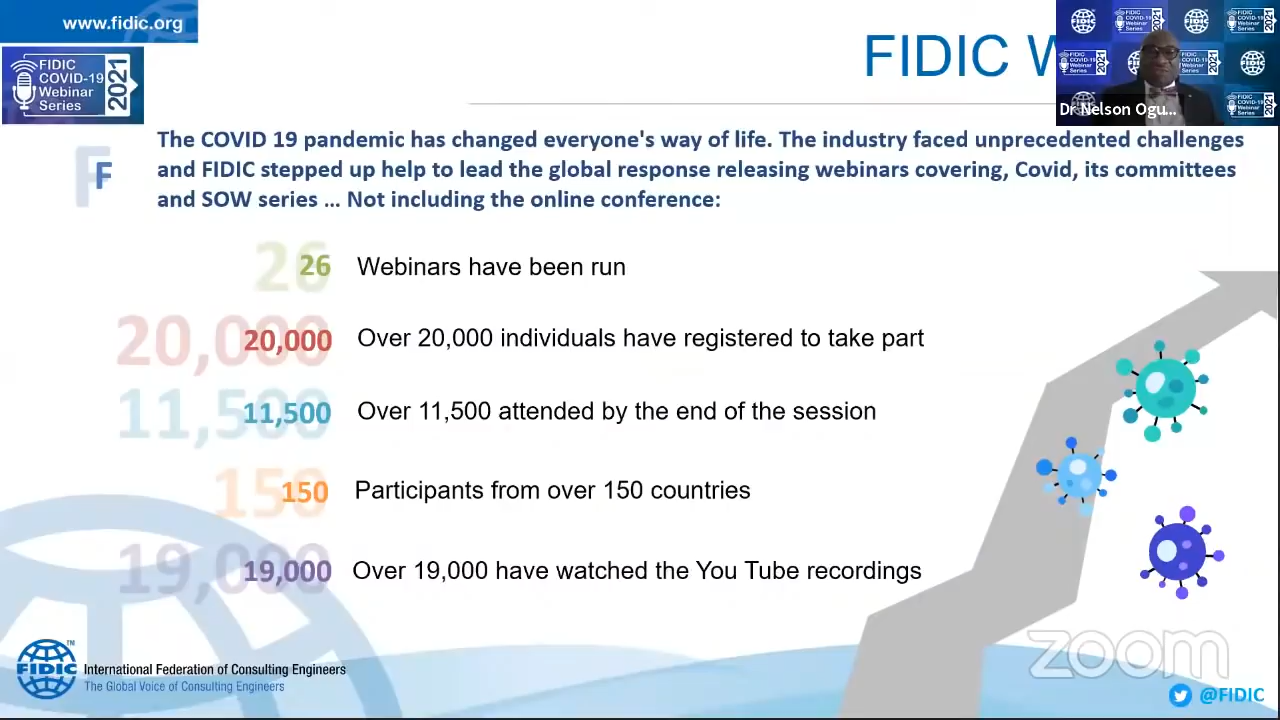 www.fidic.org
FIDIC
COVID-19
Webinar
Series
2021
FIDIC
Dr Nelson Ogu...
The COVID 19 pandemic has changed everyone's way of life. The industry faced unprecedented challenges
and FIDIC stepped up help to lead the global response releasing webinars covering, Covid, its committees
and SOW series ... Not including the online conference:
F
26 Webinars have been run
20,000 Over 20,000 individuals have registered to take part
11,500 Over 11,500 attended by the end of the session
150 Participants from over 150 countries
19,000 Over 19,000 have watched the You Tube recordings
zoom
FIDIC
TM
International Federation of Consulting Engineers
The Global Voice of Consulting Engineers
@FIDIC